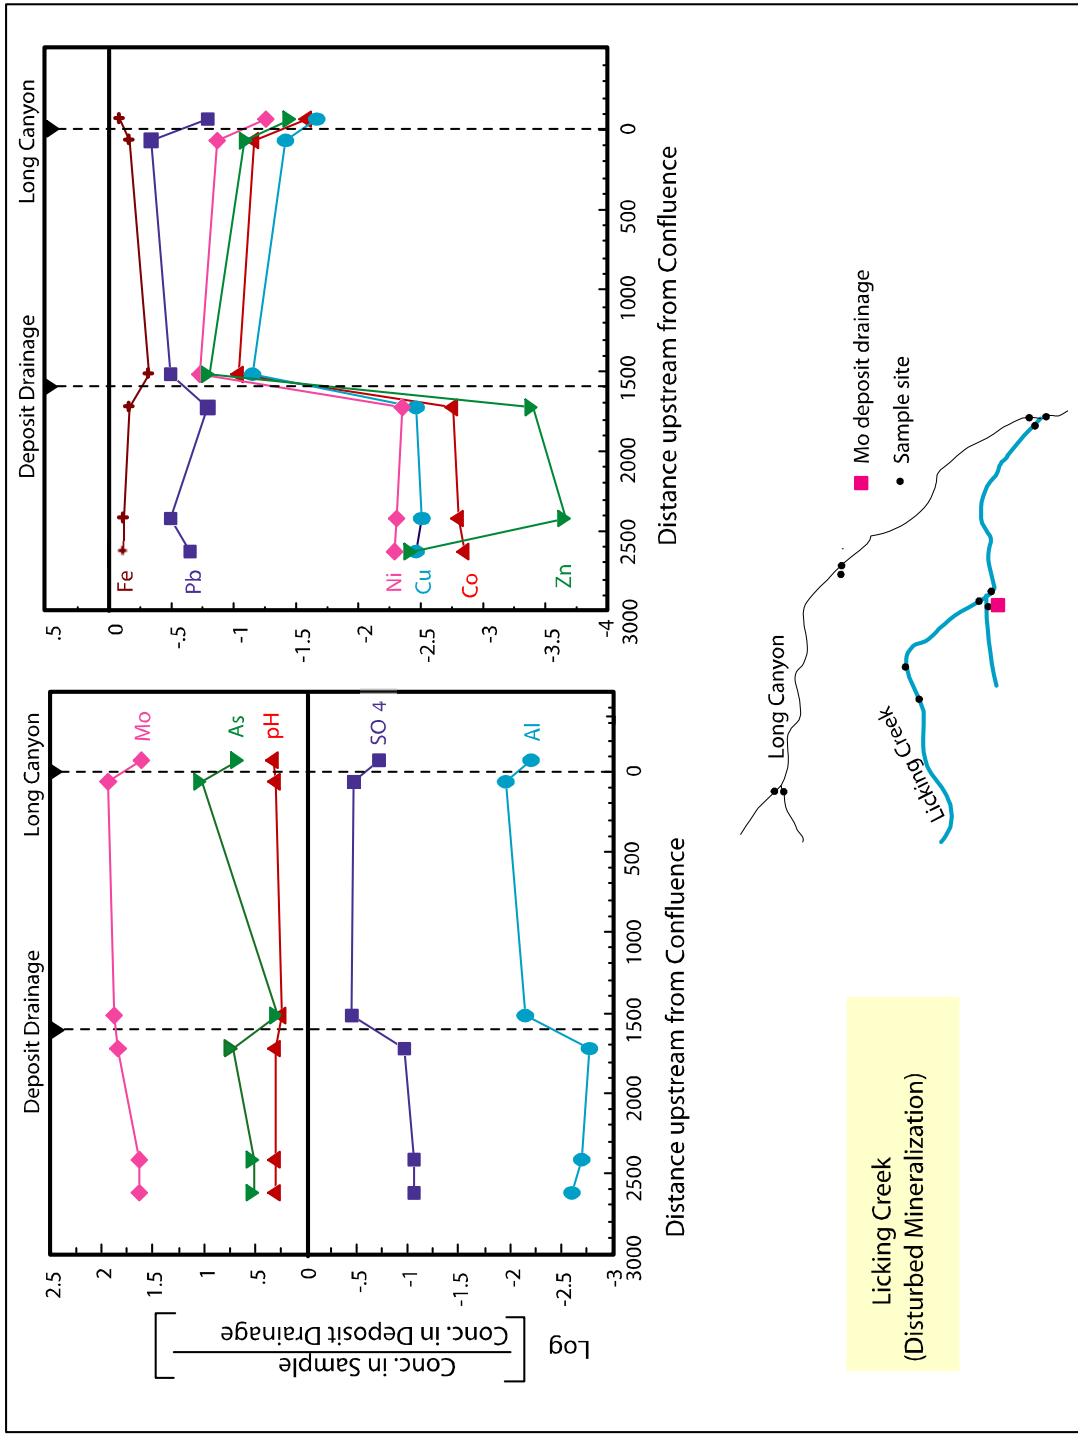 Deposit Drainage
Long Canyon
2.5
2
1.5
1
.5
0
-.5
-1
-1.5
-2
-2.5
-3
Mo
As
pH
SO 4
Al
3000
2500
2000
1500
1000
500
0
Distance upstream from Confluence
Log
Conc. in Sample
Conc. in Deposit Drainage
Deposit Drainage
Long Canyon
.5
0
-.5
-1
-1.5
-2
-2.5
-3
-3.5
-4
Fe
Pb
Ni
Cu
Co
Zn
3000
2500
2000
1500
1000
500
0
Distance upstream from Confluence
Licking Creek
(Disturbed Mineralization)
Long Canyon
Licking Creek
Mo deposit drainage
Sample site